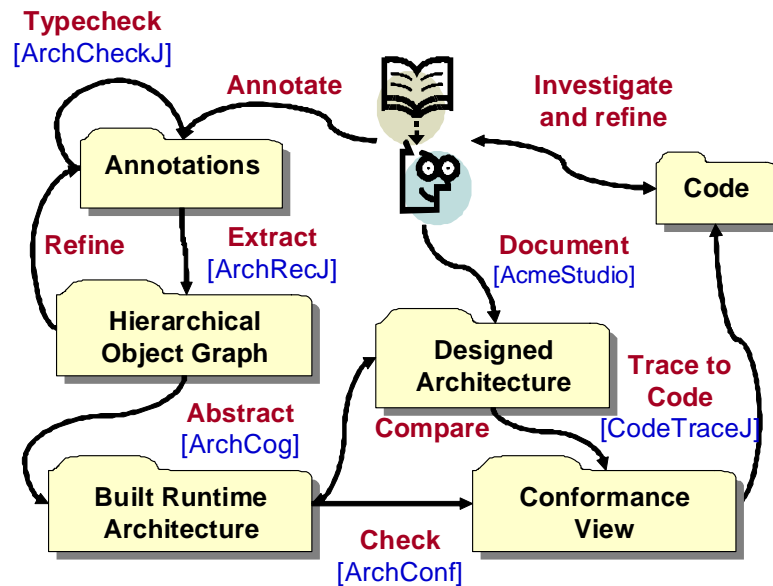 Typecheck
[ArchCheckJ]
Annotate
Investigate
and refine
Annotations
Code
Refine
Extract
[ArchRecJ]
Document
[AcmeStudio]
Hierarchical
Object Graph
Designed
Architecture
Trace to
Code
[CodeTraceJ]
Abstract
[ArchCog]
Compare
Built Runtime
Architecture
Conformance
View
Check
[ArchConf]